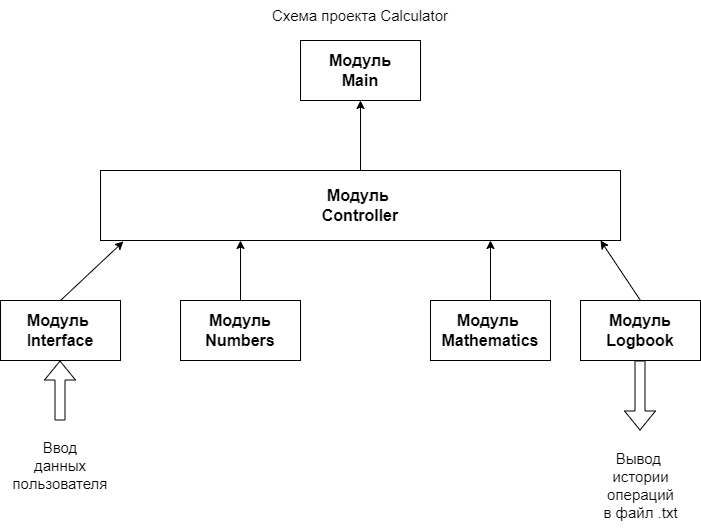 Схема проекта Calculator
Модуль
Main
Модуль
Controller
Модуль
Interface
Модуль
Numbers
Модуль
Mathematics
Модуль
Logbook
Ввод
данных
пользователя
Вывод
истории
операций
в файл .txt